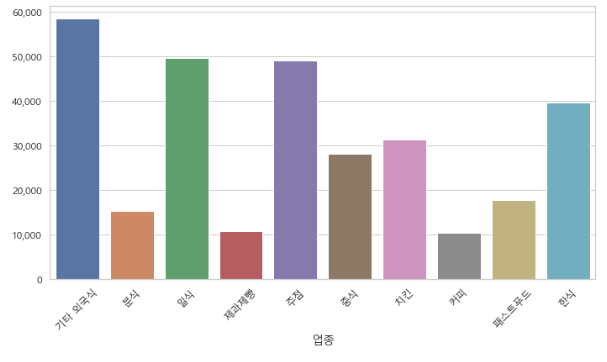 60,000
50,000
40,000
30,000
20,000
10,000
0
기타 외국식
분식
일식
제과제빵
주점
중식
치킨
커피
패스트푸드
한식
업종